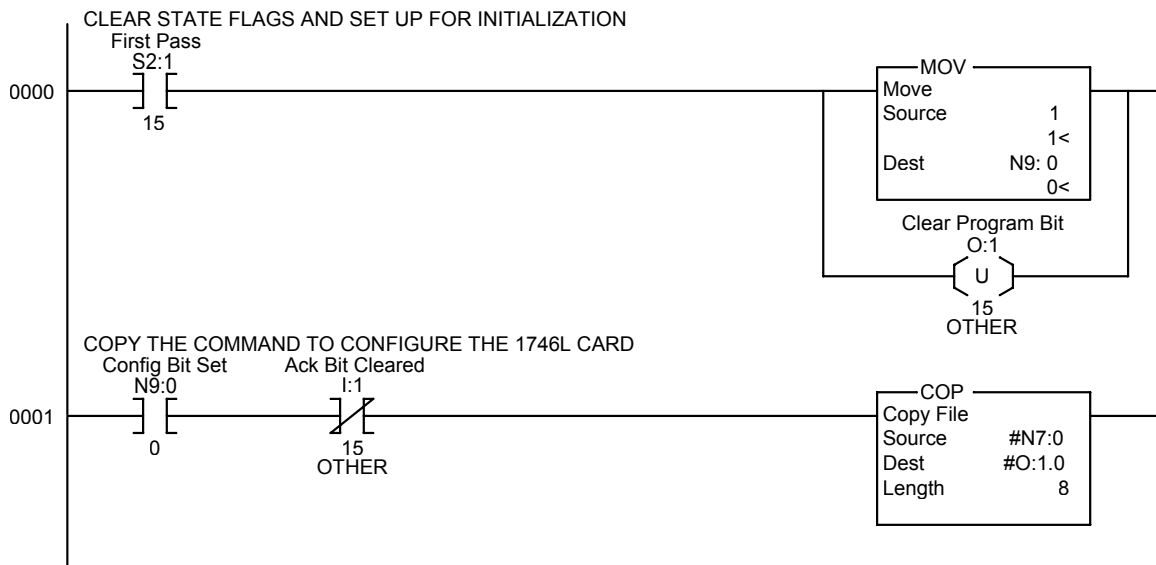 CLEAR STATE FLAGS AND SET UP FOR INITIALIZATION
First Pass
S2:1
0000
15
MOV
Move
Source 1
1<
Dest N9: 0
0<
Clear Program Bit
O:1
U
15
OTHER
COPY THE COMMAND TO CONFIGURE THE 1746L CARD
Config Bit Set Ack Bit Cleared
N9:0 I:1
0001
0 15
OTHER
COP
Copy File
Source #N7:0
Dest #O:1.0
Length 8